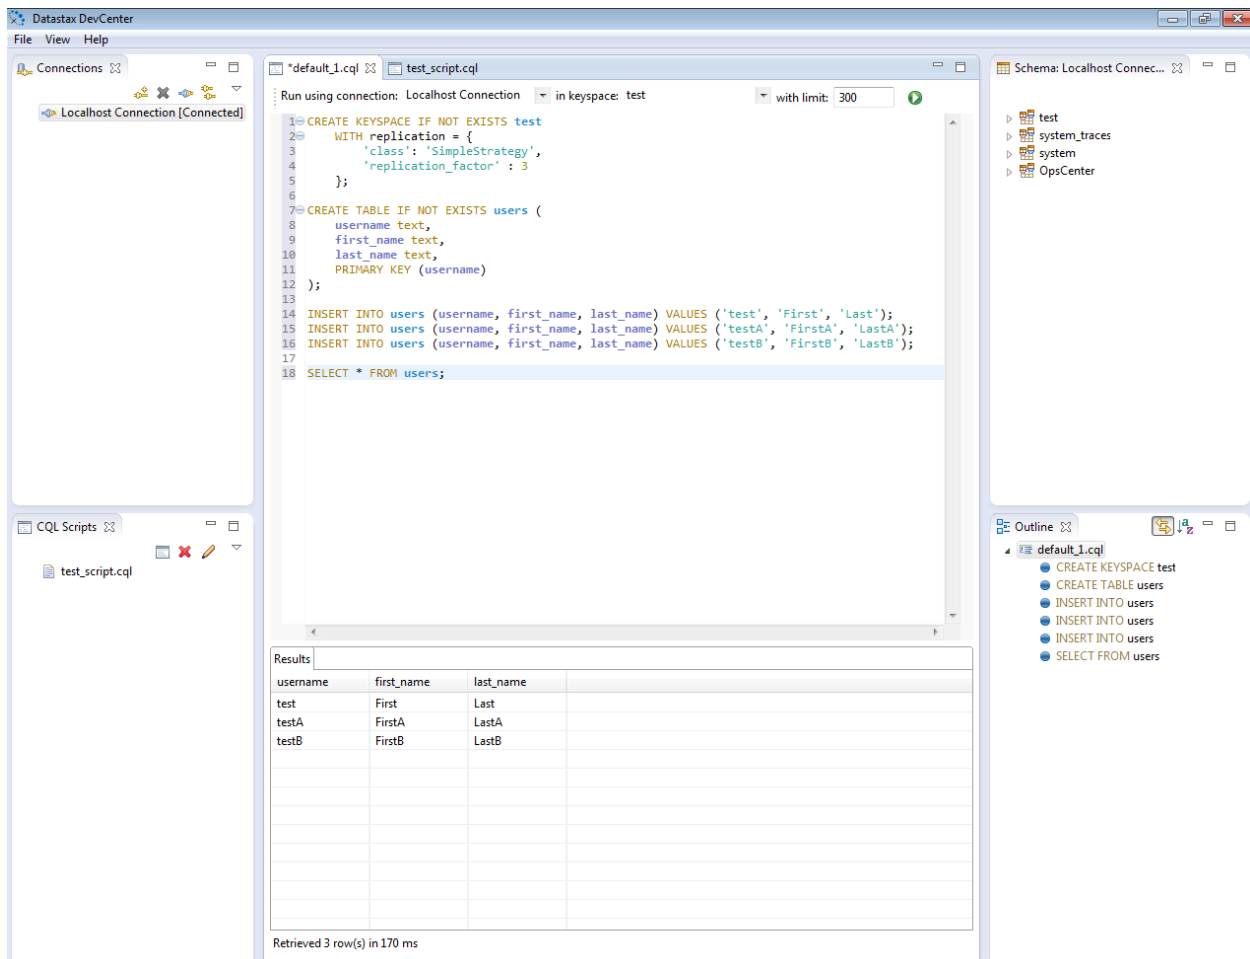 Datastax DevCenter
File View Help
Connections
Localhost Connection [Connected]
*default_1.cql test_script.cql
Run using connection: Localhost Connection in keyspace: test with limit: 300
1 CREATE KEYSPACE IF NOT EXISTS test
2 WITH replication = {
3 'class': 'SimpleStrategy',
4 'replication_factor' : 3
5 };
6
7 CREATE TABLE IF NOT EXISTS users (
8 username text,
9 first_name text,
10 last_name text,
11 PRIMARY KEY (username)
12 );
13
14 INSERT INTO users (username, first_name, last_name) VALUES ('test', 'First', 'Last');
15 INSERT INTO users (username, first_name, last_name) VALUES ('testA', 'FirstA', 'LastA');
16 INSERT INTO users (username, first_name, last_name) VALUES ('testB', 'FirstB', 'LastB');
17
18 SELECT * FROM users;
Schema: Localhost Connec...
test
system_traces
system
OpsCenter
CQL Scripts
test_script.cql
Outline
default_1.cql
CREATE KEYSPACE test
CREATE TABLE users
INSERT INTO users
INSERT INTO users
INSERT INTO users
SELECT FROM users
Results
username first_name last_name
test First Last
testA FirstA LastA
testB FirstB LastB
Retrieved 3 row(s) in 170 ms